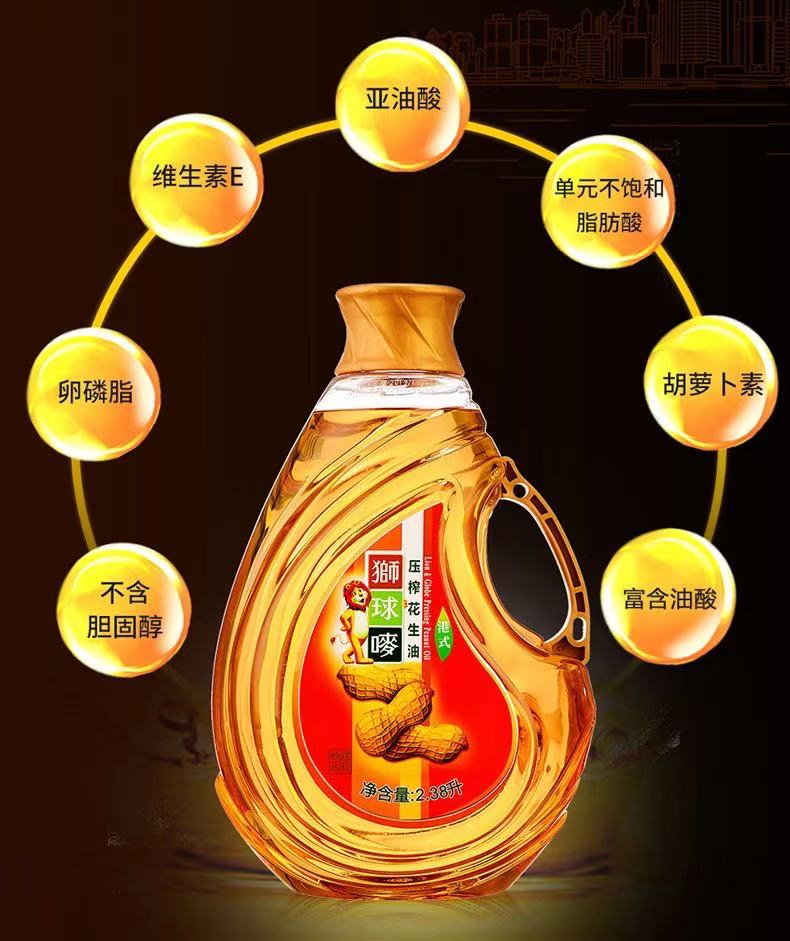 亚油酸
维生素E
单元不饱和
脂肪酸
卵磷脂
胡萝卜素
不含
胆固醇
富含油酸
獅
球
嘜
压榨花生油
Lion & Globe Pressing Peanut Oil
港式
净含量:2.38升